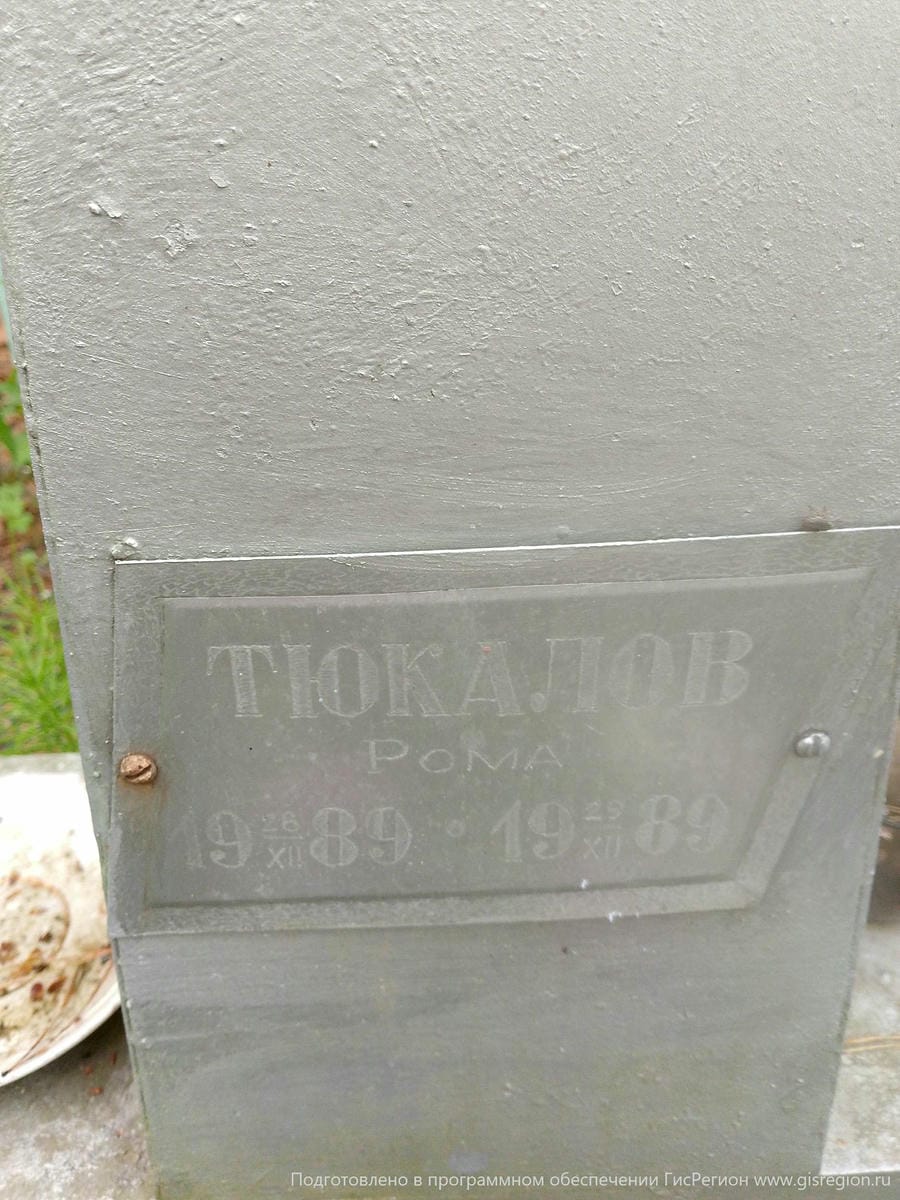 ТЮКАЛОВ
РОМА
19 28/XII 89 • 19 29/XII 89
Подготовлено в программном обеспечении ГисРегион www.gisregion.ru